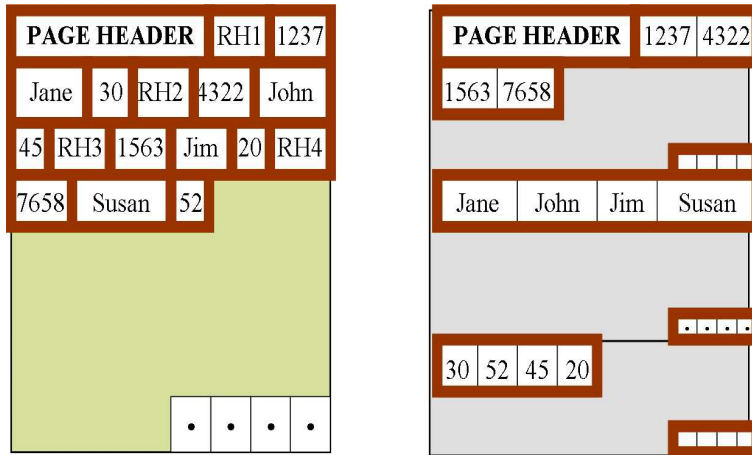 PAGE HEADER RH1 1237
Jane 30 RH2 4322 John
45 RH3 1563 Jim 20 RH4
7658 Susan 52
PAGE HEADER 1237 4322
1563 7658
Jane John Jim Susan
30 52 45 20